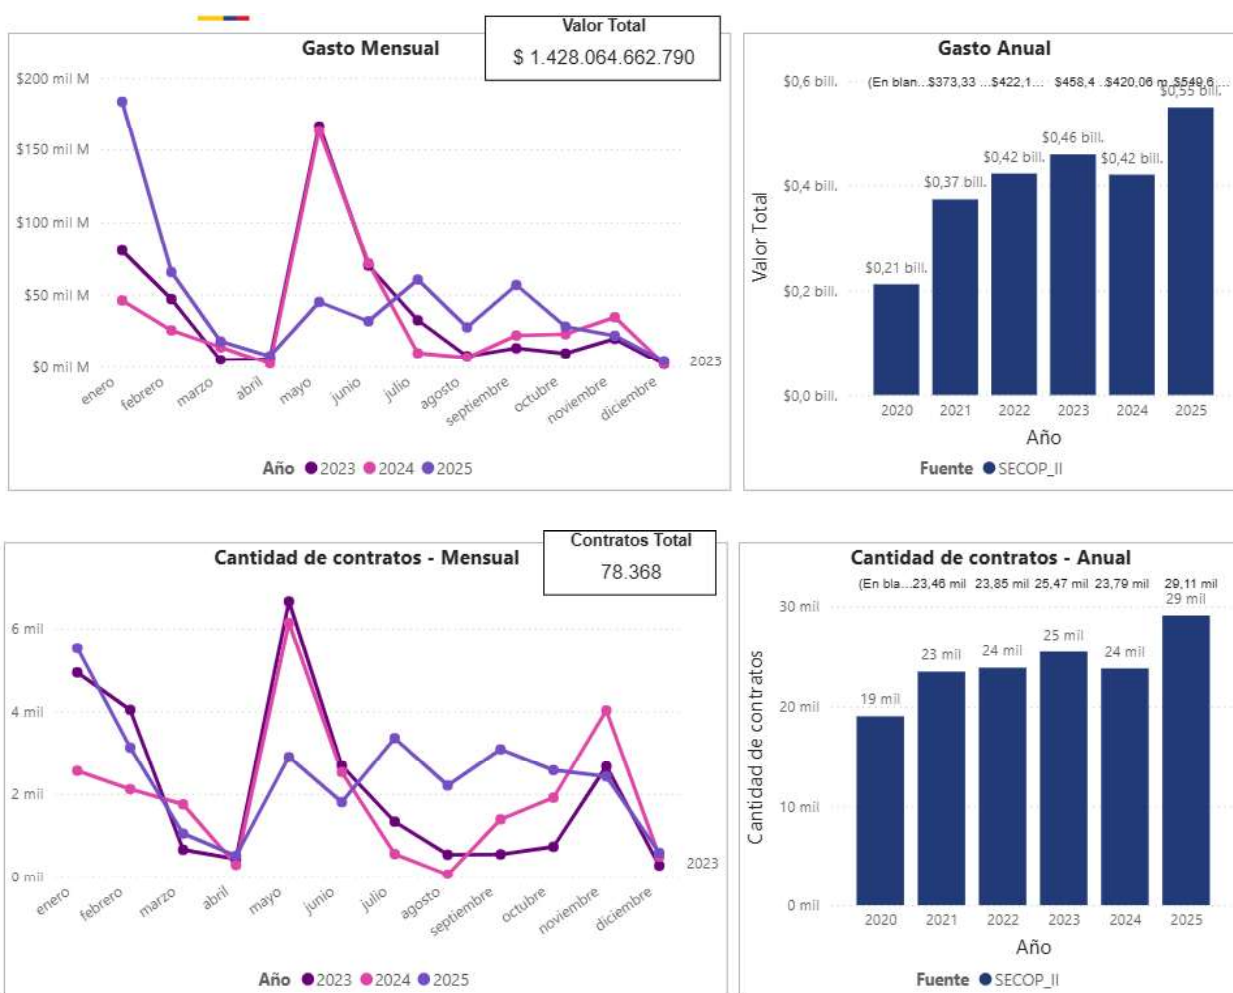 Gasto Mensual
Valor Total
$ 1.428.064.662.790
$200 mil M
$150 mil M
$100 mil M
$50 mil M
$0 mil M
enero
febrero
marzo
abril
mayo
junio
julio
agosto
septiembre
octubre
noviembre
diciembre
2023
Año 2023 2024 2025
Gasto Anual
(En blan... $373,33 ... $422,1... $458,4 ... $420,06 m... $549,6 ...
$0,6 bill.
$0,4 bill.
$0,2 bill.
$0,0 bill.
Valor Total
$0,21 bill.
$0,37 bill.
$0,42 bill.
$0,46 bill.
$0,42 bill.
$0,55 bill.
2020 2021 2022 2023 2024 2025
Año
Fuente SECOP_II
Cantidad de contratos - Mensual
Contratos Total
78.368
6 mil
4 mil
2 mil
0 mil
enero
febrero
marzo
abril
mayo
junio
julio
agosto
septiembre
octubre
noviembre
diciembre
2023
Año 2023 2024 2025
Cantidad de contratos - Anual
(En bla... 23,46 mil 23,85 mil 25,47 mil 23,79 mil 29,11 mil
30 mil
20 mil
10 mil
0 mil
Cantidad de contratos
19 mil
23 mil
24 mil
25 mil
24 mil
29 mil
2020 2021 2022 2023 2024 2025
Año
Fuente SECOP_II